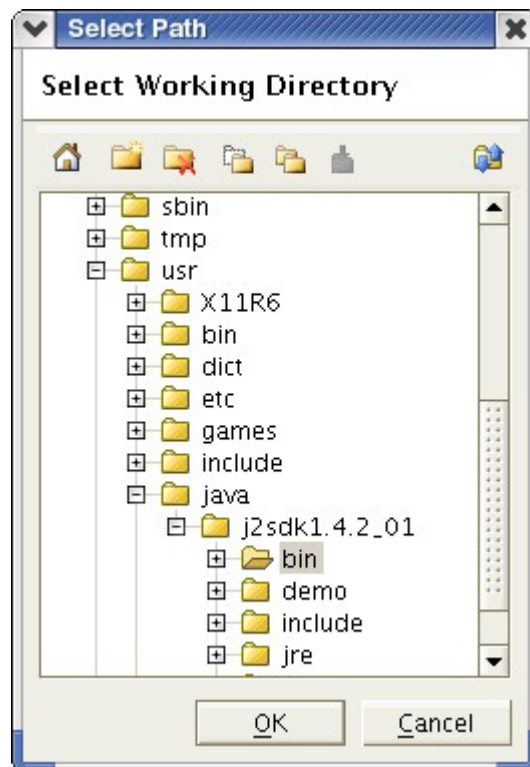 Select Path
Select Working Directory
sbin
tmp
usr
X11R6
bin
dict
etc
games
include
java
j2sdk1.4.2_01
bin
demo
include
jre
OK Cancel